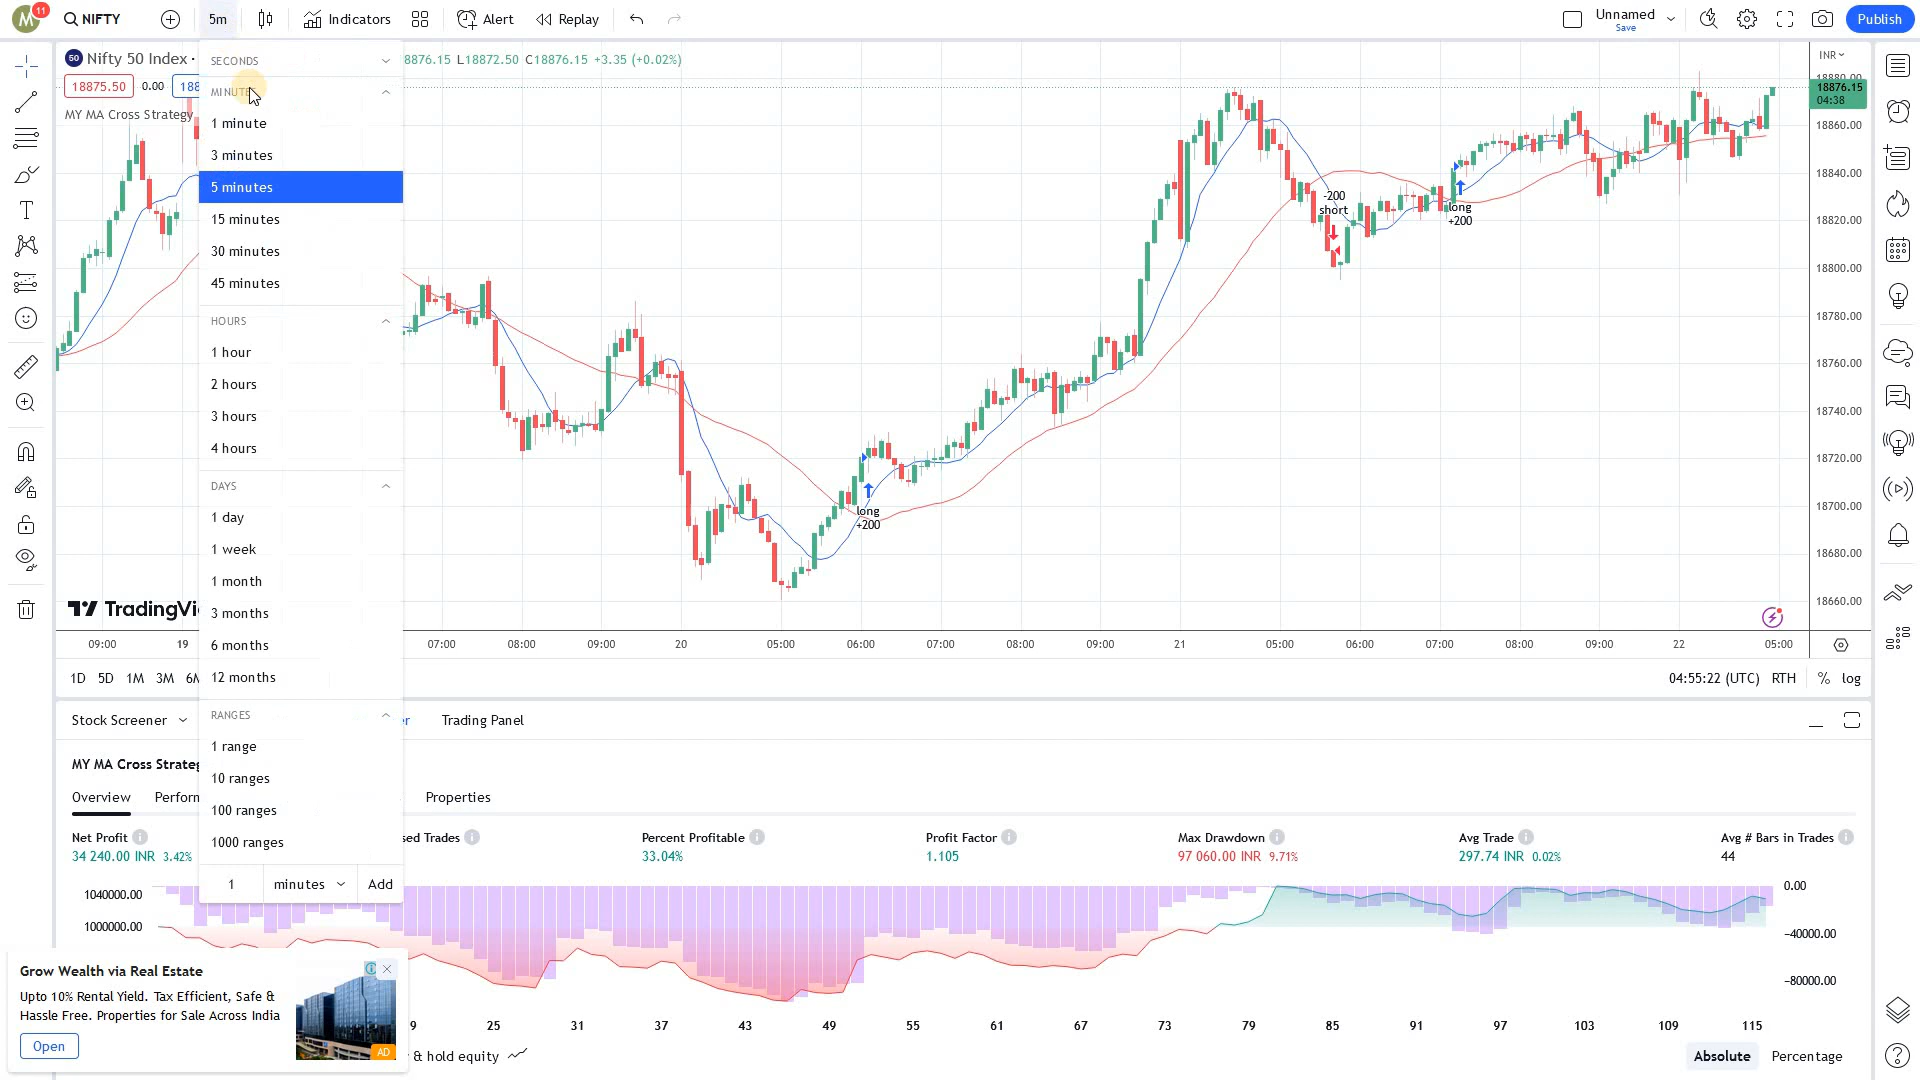 M 11 NIFTY 5m Indicators Alert Replay Unnamed Save Publish
50 Nifty 50 Index · 8876.15 L18872.50 C18876.15 +3.35 (+0.02%)
18875.50 0.00 188
MY MA Cross Strategy
SECONDS
MINUTES
1 minute
3 minutes
5 minutes
15 minutes
30 minutes
45 minutes
HOURS
1 hour
2 hours
3 hours
4 hours
DAYS
1 day
1 week
1 month
3 months
6 months
12 months
RANGES
1 range
10 ranges
100 ranges
1000 ranges
1 minutes Add
-200
short
long
+200
long
+200
INR
18880.00
18876.15
04:38
18860.00
18840.00
18820.00
18800.00
18780.00
18760.00
18740.00
18720.00
18700.00
18680.00
18660.00
TradingVi
09:00 19 07:00 08:00 09:00 20 05:00 06:00 07:00 08:00 09:00 21 05:00 06:00 07:00 08:00 09:00 22 05:00
1D 5D 1M 3M 6M 04:55:22 (UTC) RTH % log
Stock Screener er Trading Panel
MY MA Cross Strateg
Overview Perform Properties
Net Profit sed Trades Percent Profitable Profit Factor Max Drawdown Avg Trade Avg # Bars in Trades
34 240.00 INR 3.42% 33.04% 1.105 97 060.00 INR 9.71% 297.74 INR 0.02% 44
1040000.00
1000000.00
0.00
−40000.00
−80000.00
9 25 31 37 43 49 55 61 67 73 79 85 91 97 103 109 115
& hold equity Absolute Percentage
Grow Wealth via Real Estate
Upto 10% Rental Yield. Tax Efficient, Safe &
Hassle Free. Properties for Sale Across India
Open
AD